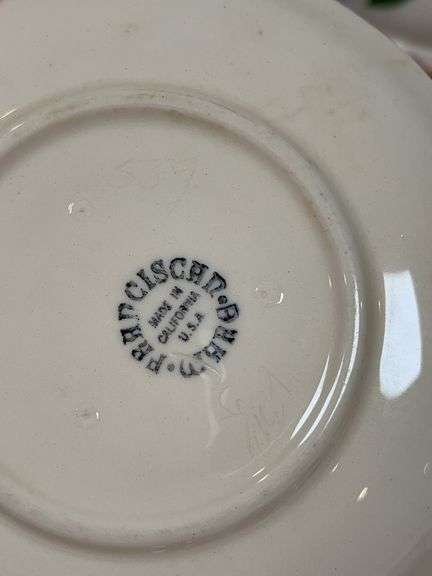 FRANCISCAN • WARE •
MADE IN
CALIFORNIA
U.S.A